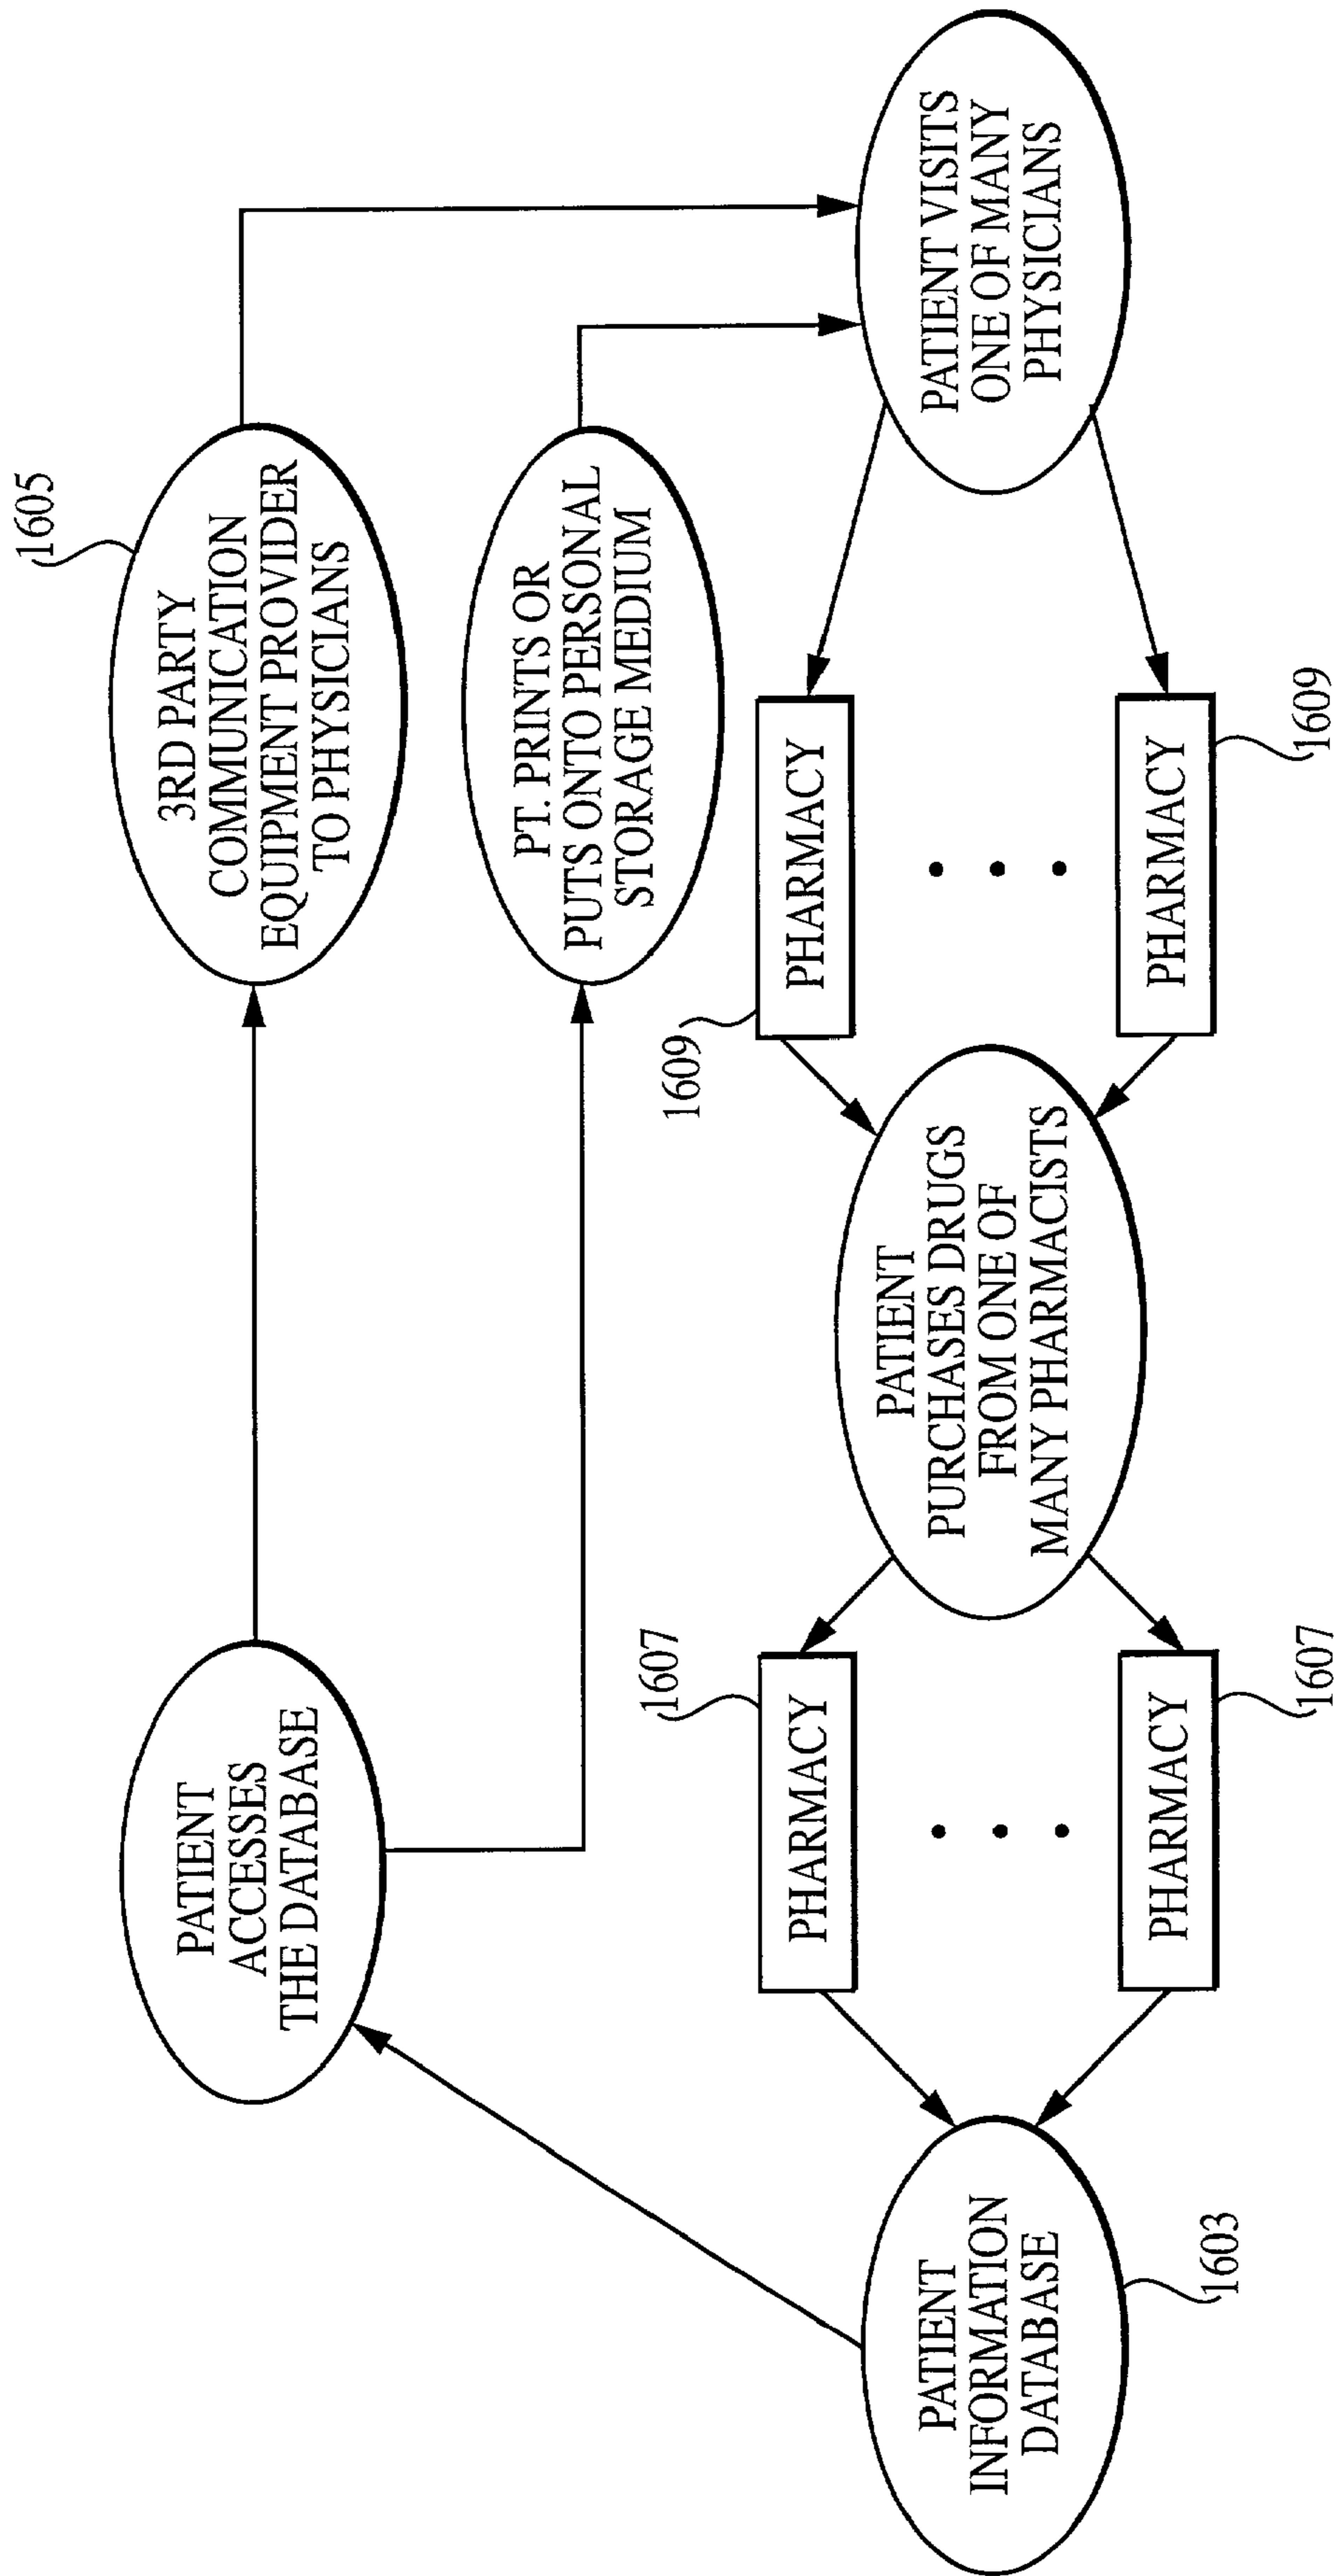 1605
3RD PARTY
COMMUNICATION
EQUIPMENT PROVIDER
TO PHYSICIANS
PATIENT
ACCESSES
THE DATABASE
PT. PRINTS OR
PUTS ONTO PERSONAL
STORAGE MEDIUM
1607
1609
PHARMACY
PHARMACY
PATIENT
INFORMATION
DATABASE
1603
PATIENT
PURCHASES DRUGS
FROM ONE OF
MANY PHARMACISTS
PATIENT VISITS
ONE OF MANY
PHYSICIANS
PHARMACY
1607
PHARMACY
1609